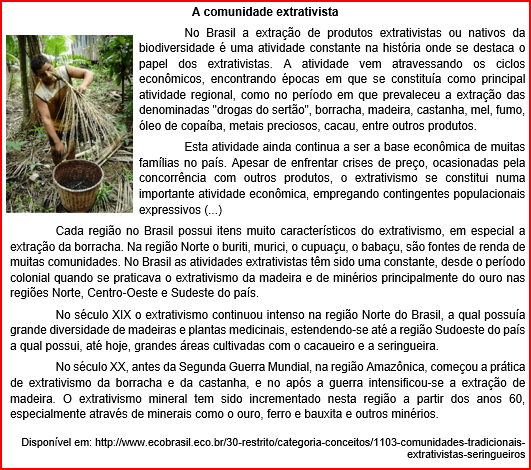 A comunidade extrativista
No Brasil a extração de produtos extrativistas ou nativos da
biodiversidade é uma atividade constante na história onde se destaca o
papel dos extrativistas. A atividade vem atravessando os ciclos
econômicos, encontrando épocas em que se constituía como principal
atividade regional, como no período em que prevaleceu a extração das
denominadas "drogas do sertão", borracha, madeira, castanha, mel, fumo,
óleo de copaíba, metais preciosos, cacau, entre outros produtos.
Esta atividade ainda continua a ser a base econômica de muitas
famílias no país. Apesar de enfrentar crises de preço, ocasionadas pela
concorrência com outros produtos, o extrativismo se constitui numa
importante atividade econômica, empregando contingentes populacionais
expressivos (...)
Cada região no Brasil possui itens muito característicos do extrativismo, em especial a
extração da borracha. Na região Norte o buriti, murici, o cupuaçu, o babaçu, são fontes de renda de
muitas comunidades. No Brasil as atividades extrativistas têm sido uma constante, desde o período
colonial quando se praticava o extrativismo da madeira e de minérios principalmente do ouro nas
regiões Norte, Centro-Oeste e Sudeste do país.
No século XIX o extrativismo continuou intenso na região Norte do Brasil, a qual possuía
grande diversidade de madeiras e plantas medicinais, estendendo-se até a região Sudoeste do país
a qual possui, até hoje, grandes áreas cultivadas com o cacaueiro e a seringueira.
No século XX, antes da Segunda Guerra Mundial, na região Amazônica, começou a prática
de extrativismo da borracha e da castanha, e no após a guerra intensificou-se a extração de
madeira. O extrativismo mineral tem sido incrementado nesta região a partir dos anos 60,
especialmente através de minerais como o ouro, ferro e bauxita e outros minérios.
Disponível em: http://www.ecobrasil.eco.br/30-restrito/categoria-conceitos/1103-comunidades-tradicionais-
extrativistas-seringueiros